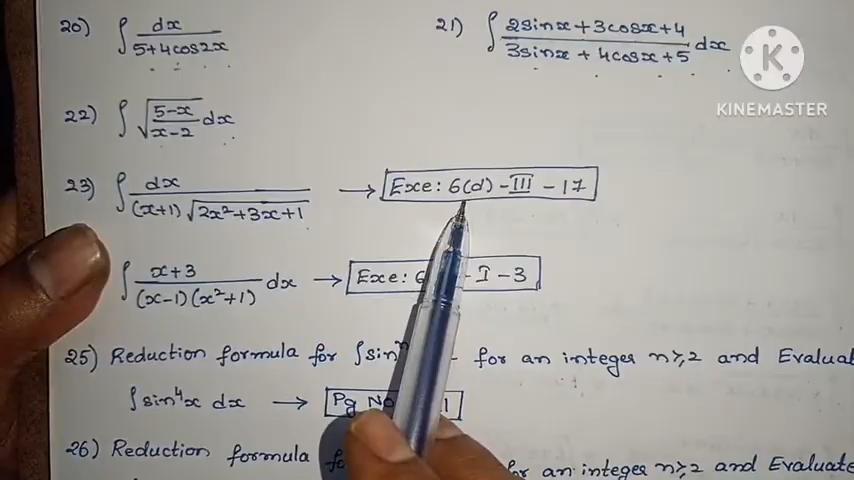 20) ∫ dx / (5+4cos2x)
21) ∫ (2sinx+3cosx+4) / (3sinx+4cosx+5) dx
KINEMASTER
22) ∫ √((5-x)/(x-2)) dx
23) ∫ dx / ((x+1) √(2x²+3x+1)) → Exe: 6(d) - III - 17
∫ (x+3) / ((x-1)(x²+1)) dx → Exe: 6 - I - 3
25) Reduction formula for ∫sinⁿ - for an integer n≥2 and Evaluat
∫sin⁴x dx → Pg No 1
26) Reduction formula for an integer n≥2 and Evaluate